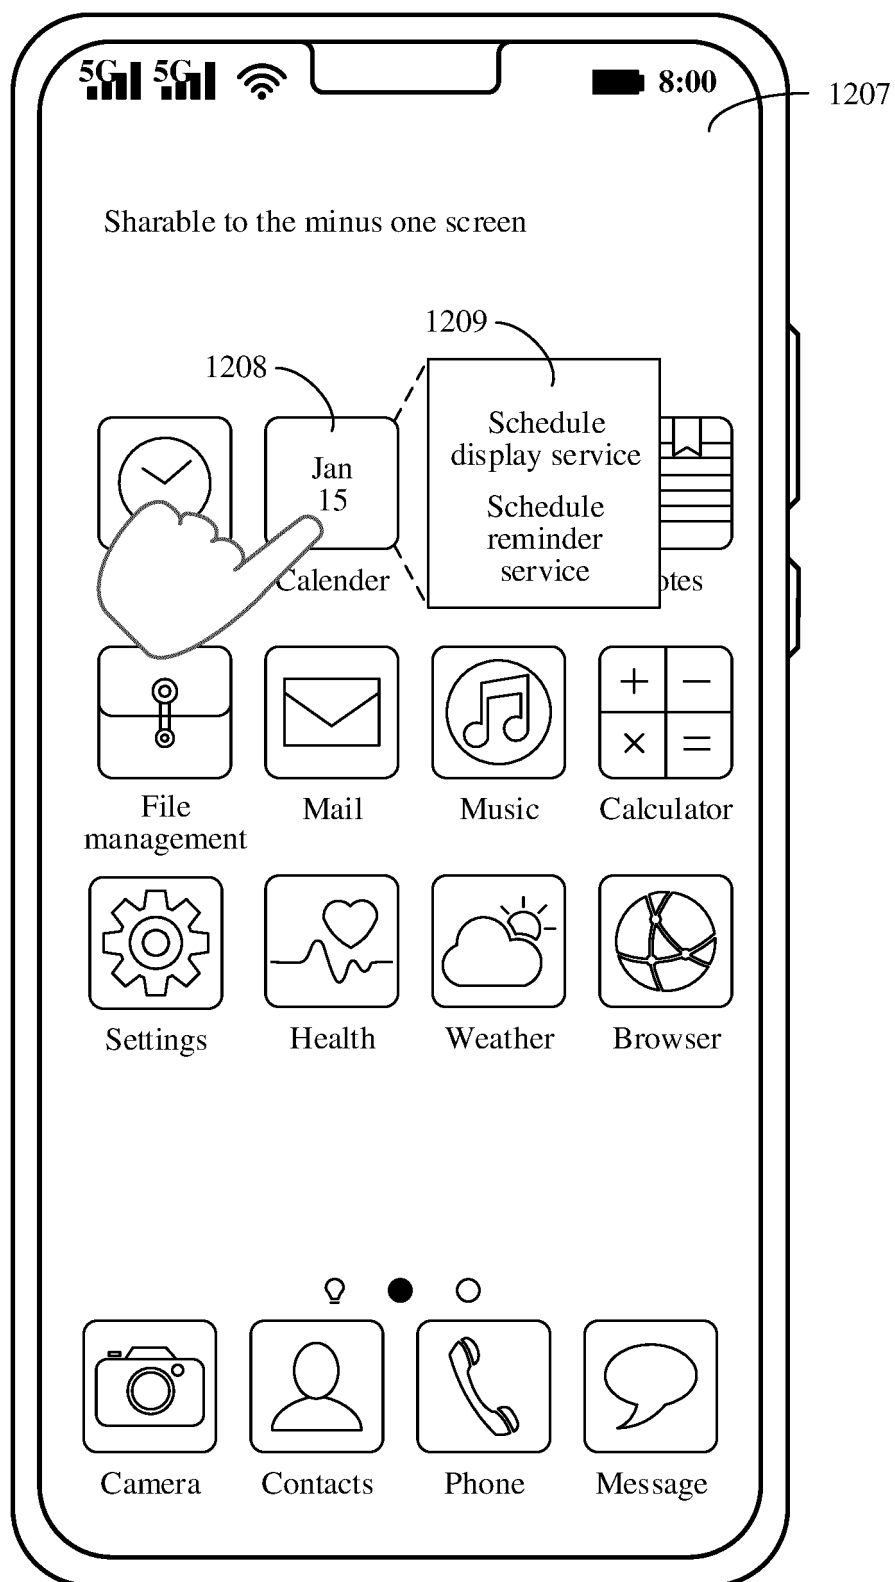 5G 5G 8:00
1207
Sharable to the minus one screen
1209
1208
Jan
15
Schedule
display service
Schedule
reminder
service
Calender
otes
+ −
× =
File
management
Mail
Music
Calculator
Settings
Health
Weather
Browser
Camera
Contacts
Phone
Message